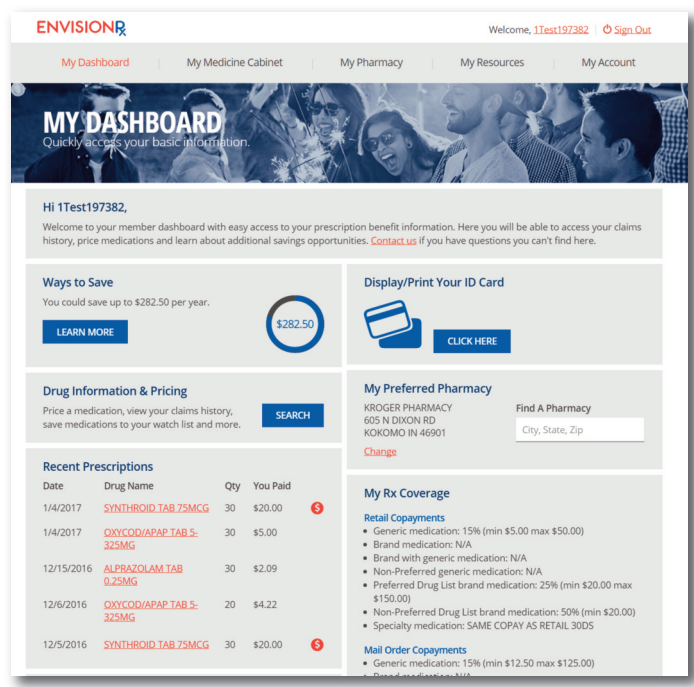 ENVISIONRx
Welcome, 1Test197382 Sign Out
My Dashboard My Medicine Cabinet My Pharmacy My Resources My Account
MY DASHBOARD
Quickly access your basic information.
Hi 1Test197382,
Welcome to your member dashboard with easy access to your prescription benefit information. Here you will be able to access your claims
history, price medications and learn about additional savings opportunities. Contact us if you have questions you can't find here.
Ways to Save
You could save up to $282.50 per year.
LEARN MORE
$282.50
Display/Print Your ID Card
CLICK HERE
Drug Information & Pricing
Price a medication, view your claims history,
save medications to your watch list and more.
SEARCH
My Preferred Pharmacy
KROGER PHARMACY
605 N DIXON RD
KOKOMO IN 46901
Change
Find A Pharmacy
City, State, Zip
Recent Prescriptions
Date Drug Name Qty You Paid
1/4/2017 SYNTHROID TAB 75MCG 30 $20.00 $
1/4/2017 OXYCOD/APAP TAB 5-
325MG 30 $5.00
12/15/2016 ALPRAZOLAM TAB
0.25MG 30 $2.09
12/6/2016 OXYCOD/APAP TAB 5-
325MG 20 $4.22
12/5/2016 SYNTHROID TAB 75MCG 30 $20.00 $
My Rx Coverage
Retail Copayments
• Generic medication: 15% (min $5.00 max $50.00)
• Brand medication: N/A
• Brand with generic medication: N/A
• Non-Preferred generic medication: N/A
• Preferred Drug List brand medication: 25% (min $20.00 max
$150.00)
• Non-Preferred Drug List brand medication: 50% (min $20.00)
• Specialty medication: SAME COPAY AS RETAIL 30DS
Mail Order Copayments
• Generic medication: 15% (min $12.50 max $125.00)